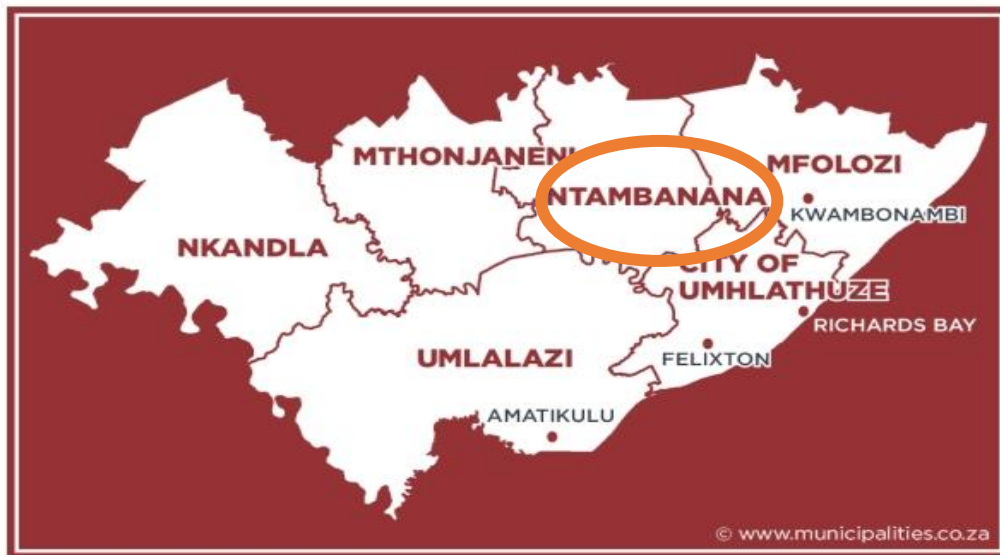 MTHONJANENI
MFOLOZI
NTAMBANANA
KWAMBONAMBI
NKANDLA
CITY OF
UMHLATHUZE
RICHARDS BAY
UMLALAZI
FELIXTON
AMATIKULU
© www.municipalities.co.za